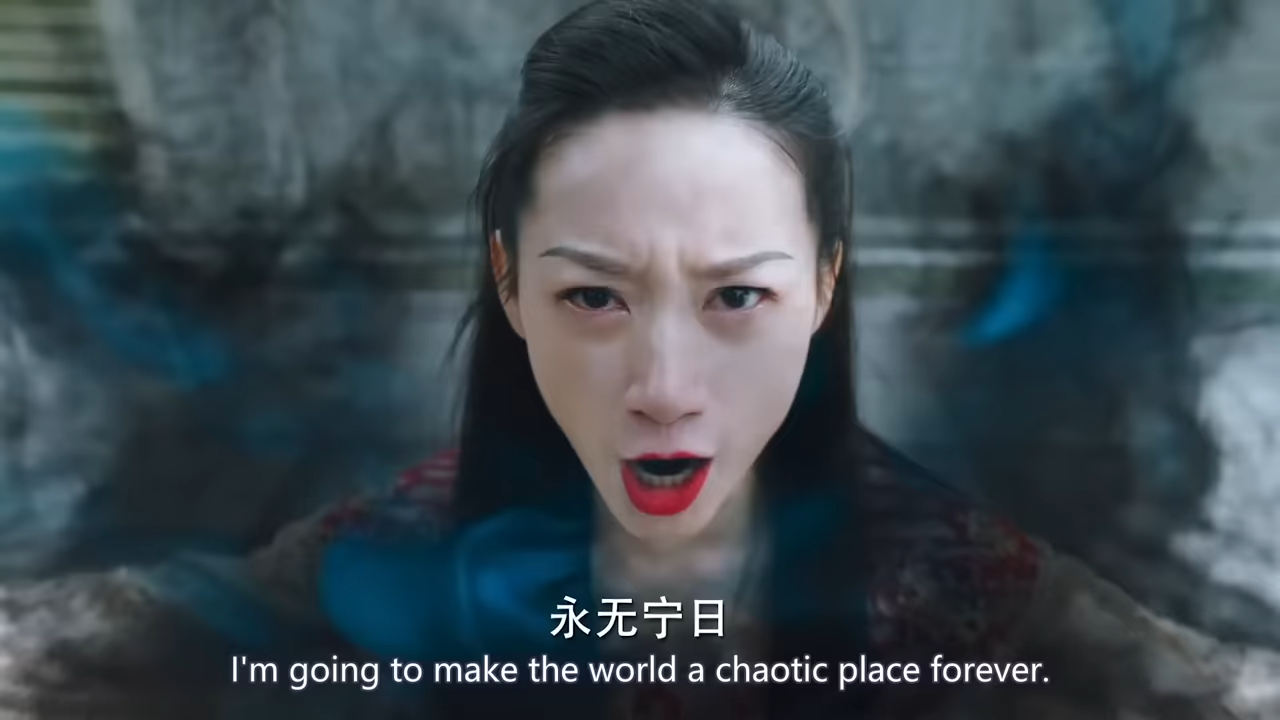 永无宁日
I'm going to make the world a chaotic place forever.